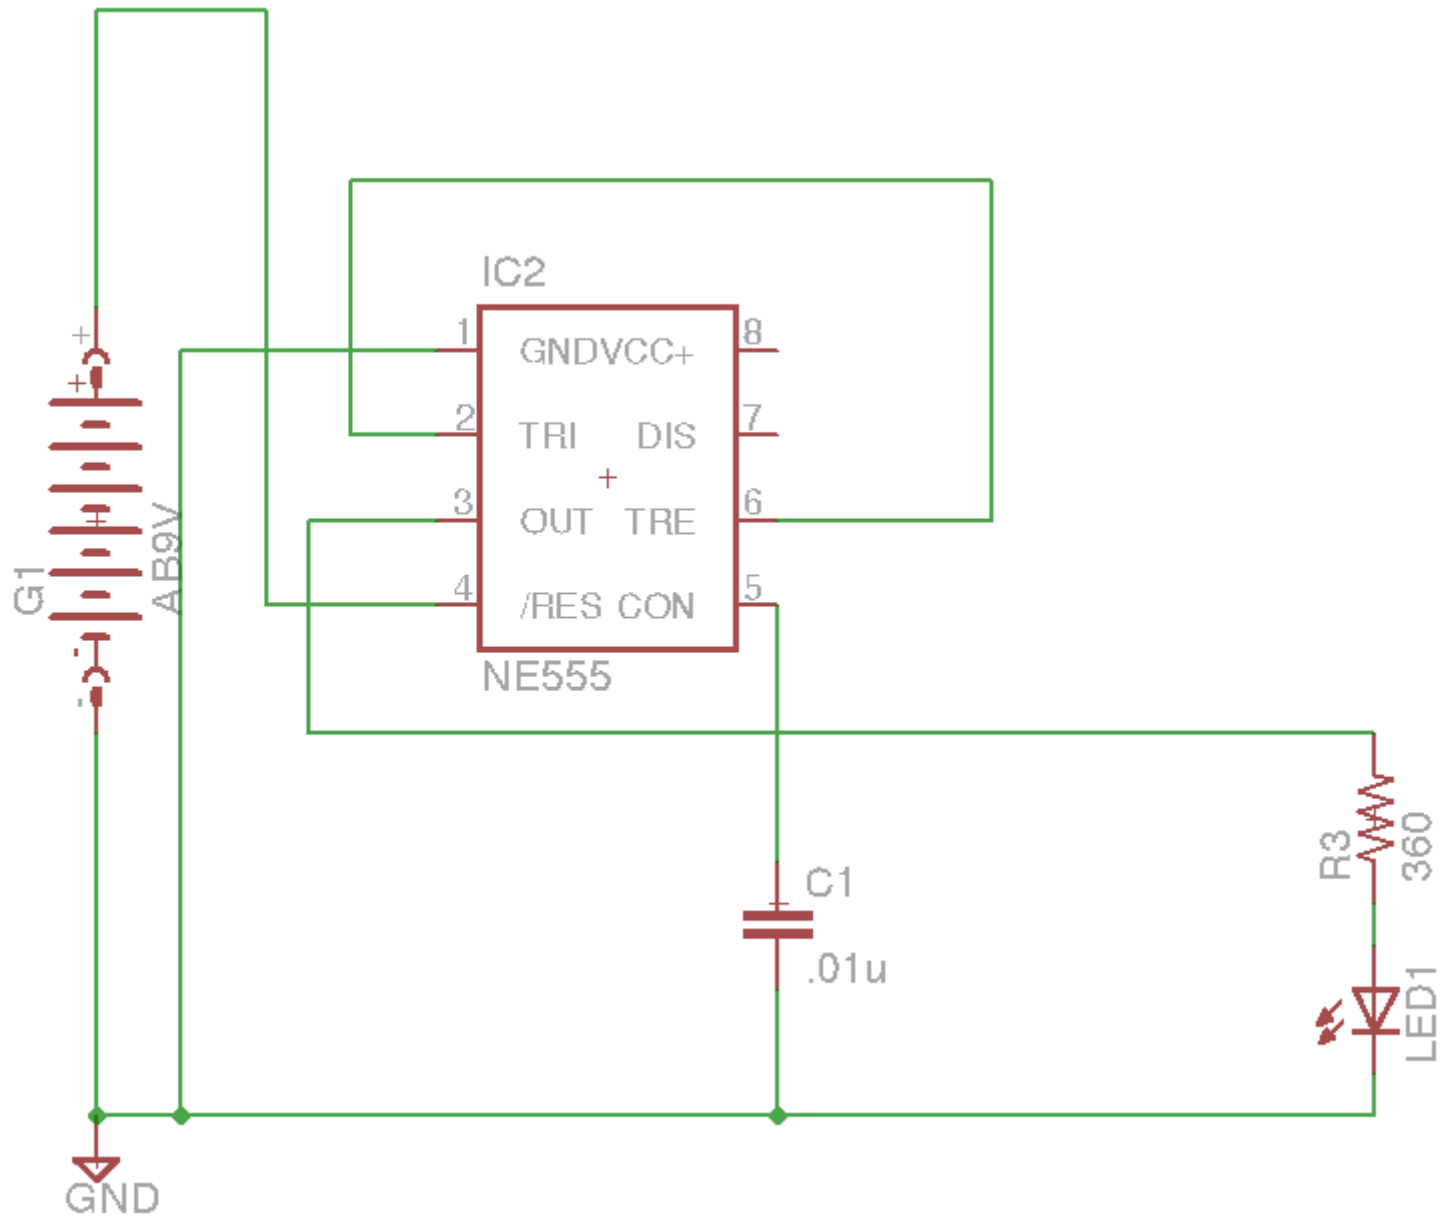 IC2
1 GNDVCC+ 8
2 TRI DIS 7
3 OUT TRE 6
4 /RES CON 5
NE555
+
+
-
-
G1
AB9V
C1
.01u
R3
360
LED1
GND